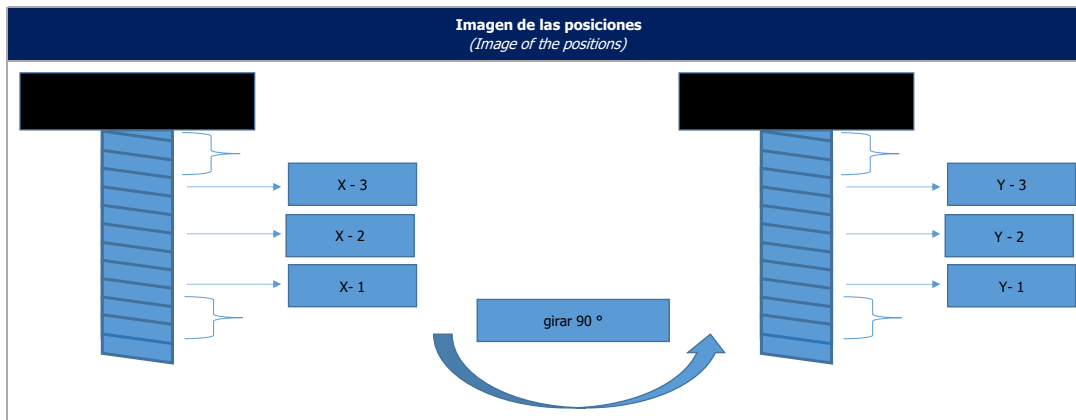 Imagen de las posiciones
(Image of the positions)
X - 3
Y - 3
X - 2
Y - 2
X- 1
Y- 1
girar 90 °